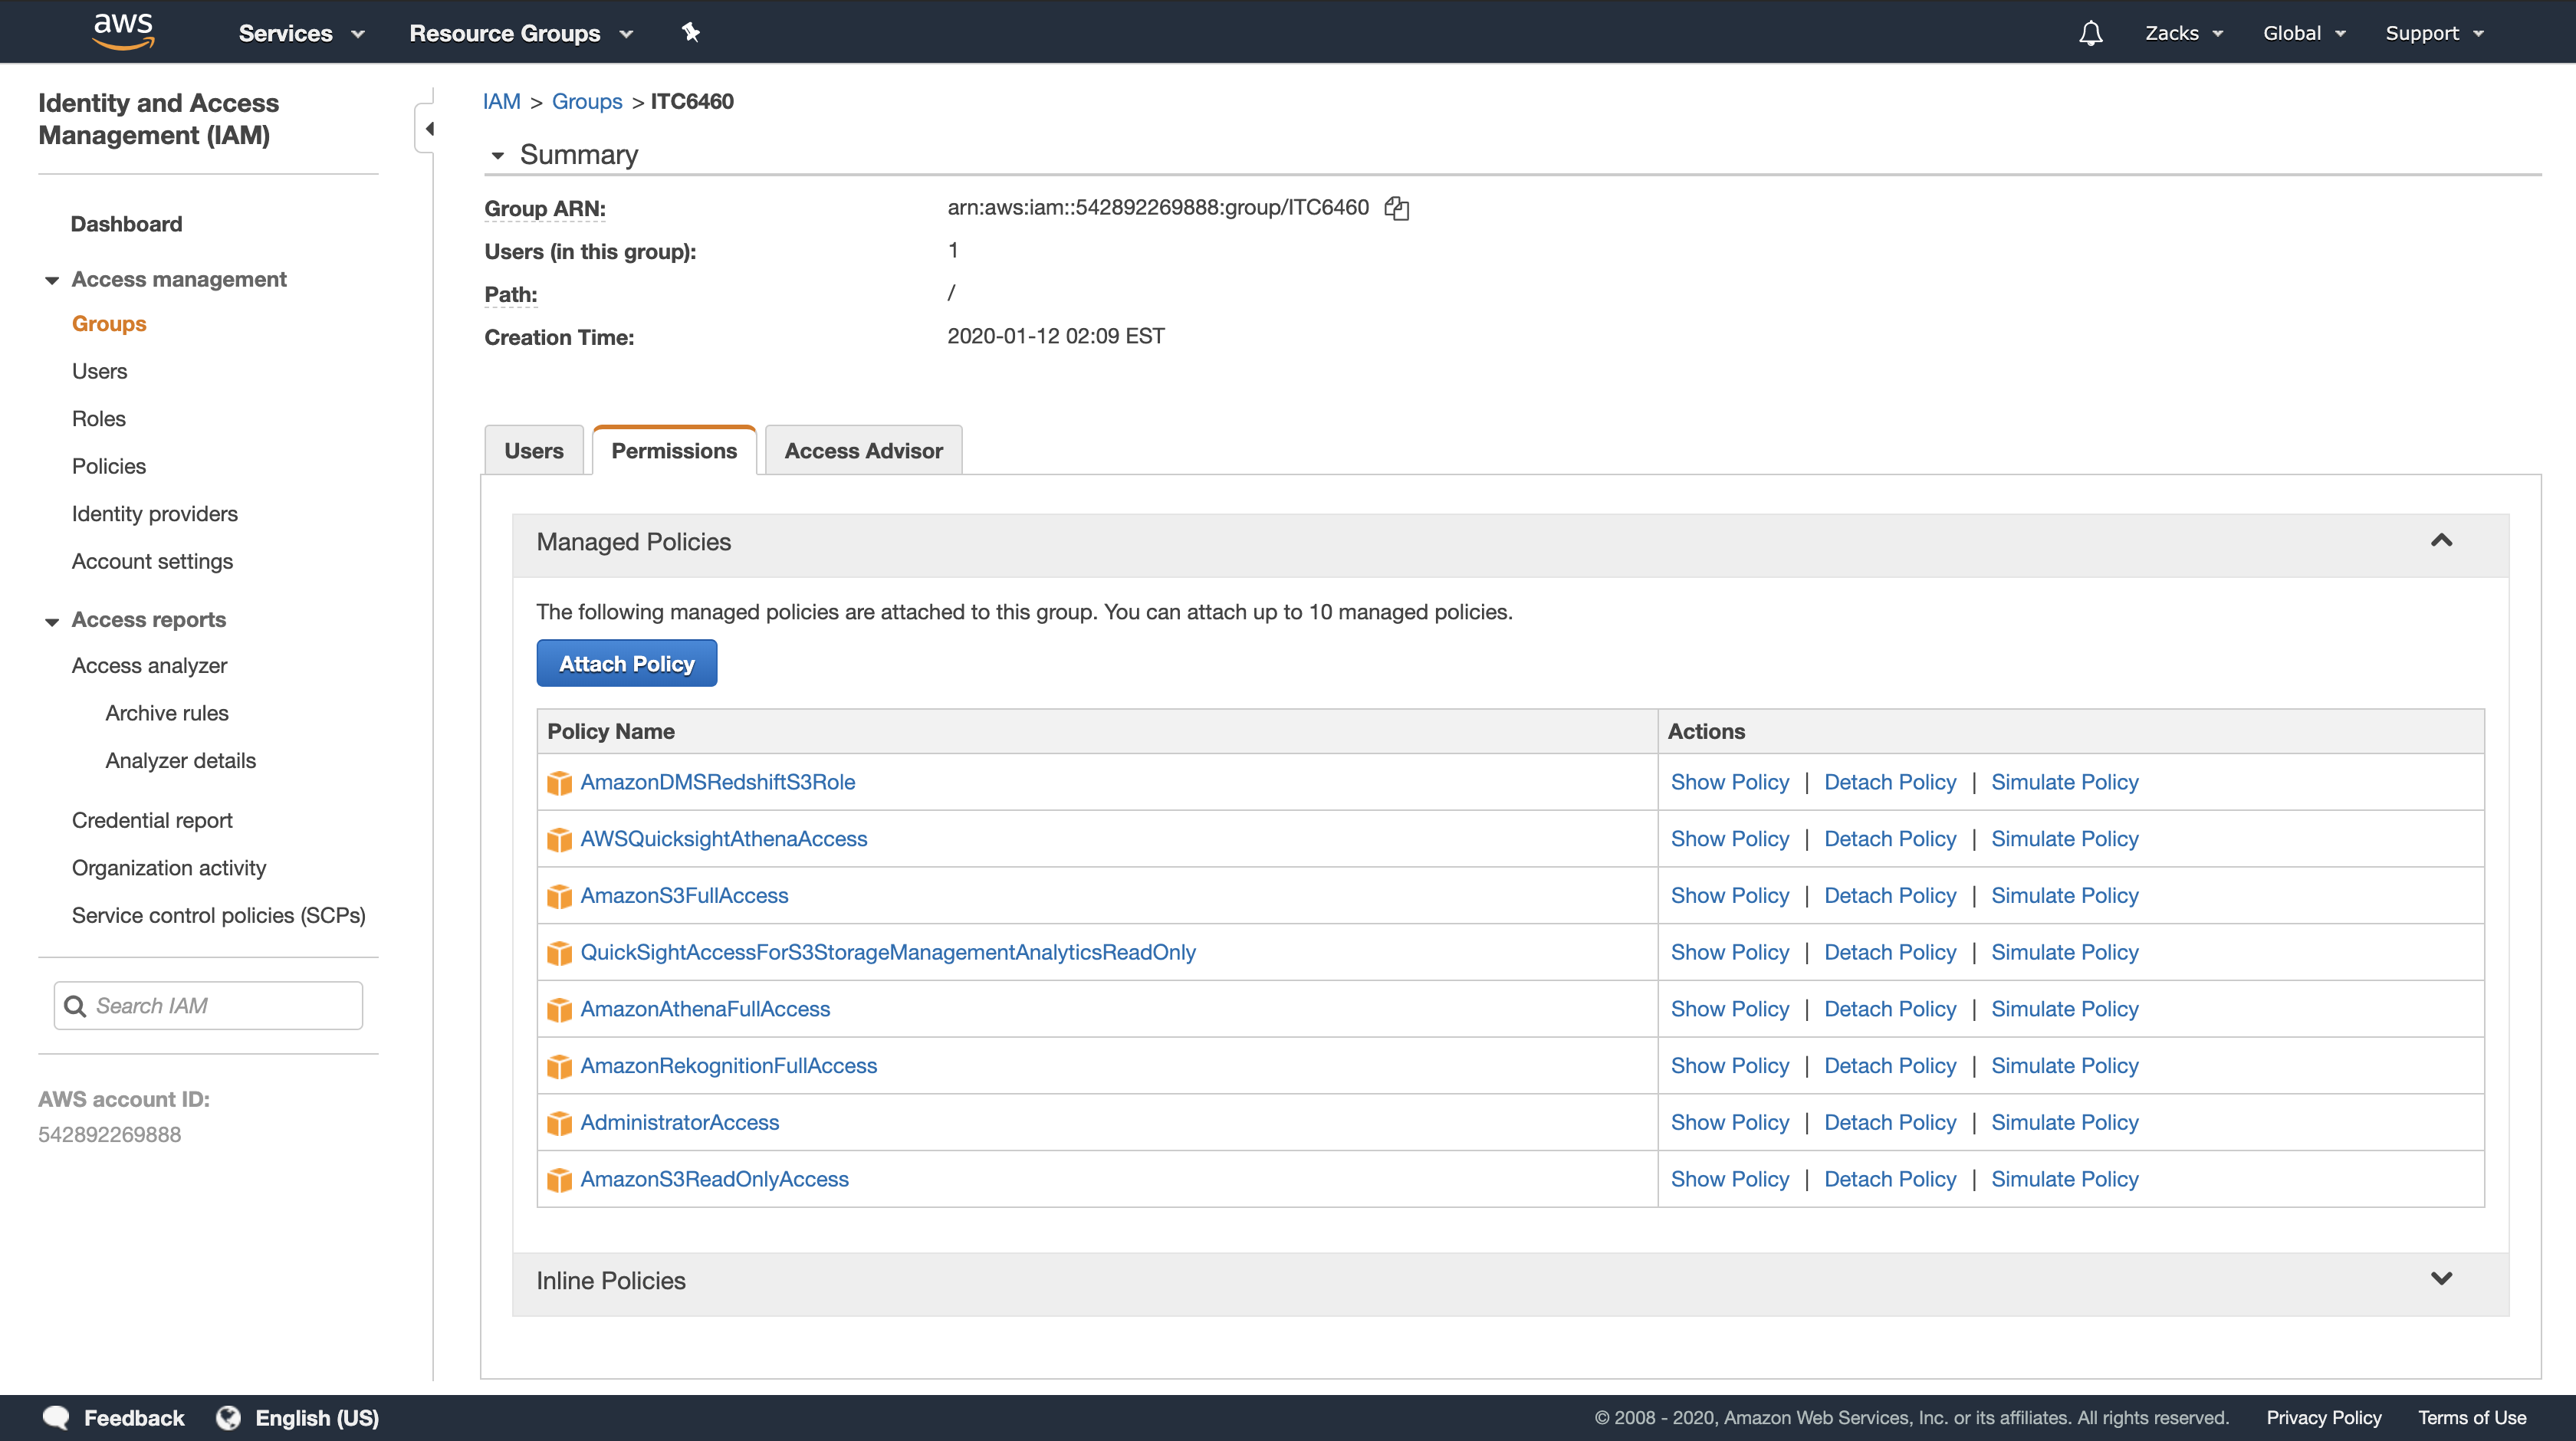 aws Services Resource Groups Zacks Global Support
Identity and Access
Management (IAM)
Dashboard
Access management
Groups
Users
Roles
Policies
Identity providers
Account settings
Access reports
Access analyzer
Archive rules
Analyzer details
Credential report
Organization activity
Service control policies (SCPs)
Search IAM
AWS account ID:
542892269888
IAM > Groups > ITC6460
Summary
Group ARN: arn:aws:iam::542892269888:group/ITC6460
Users (in this group): 1
Path: /
Creation Time: 2020-01-12 02:09 EST
Users Permissions Access Advisor
Managed Policies
The following managed policies are attached to this group. You can attach up to 10 managed policies.
Attach Policy
Policy Name Actions
AmazonDMSRedshiftS3Role Show Policy | Detach Policy | Simulate Policy
AWSQuicksightAthenaAccess Show Policy | Detach Policy | Simulate Policy
AmazonS3FullAccess Show Policy | Detach Policy | Simulate Policy
QuickSightAccessForS3StorageManagementAnalyticsReadOnly Show Policy | Detach Policy | Simulate Policy
AmazonAthenaFullAccess Show Policy | Detach Policy | Simulate Policy
AmazonRekognitionFullAccess Show Policy | Detach Policy | Simulate Policy
AdministratorAccess Show Policy | Detach Policy | Simulate Policy
AmazonS3ReadOnlyAccess Show Policy | Detach Policy | Simulate Policy
Inline Policies
Feedback English (US) © 2008 - 2020, Amazon Web Services, Inc. or its affiliates. All rights reserved. Privacy Policy Terms of Use